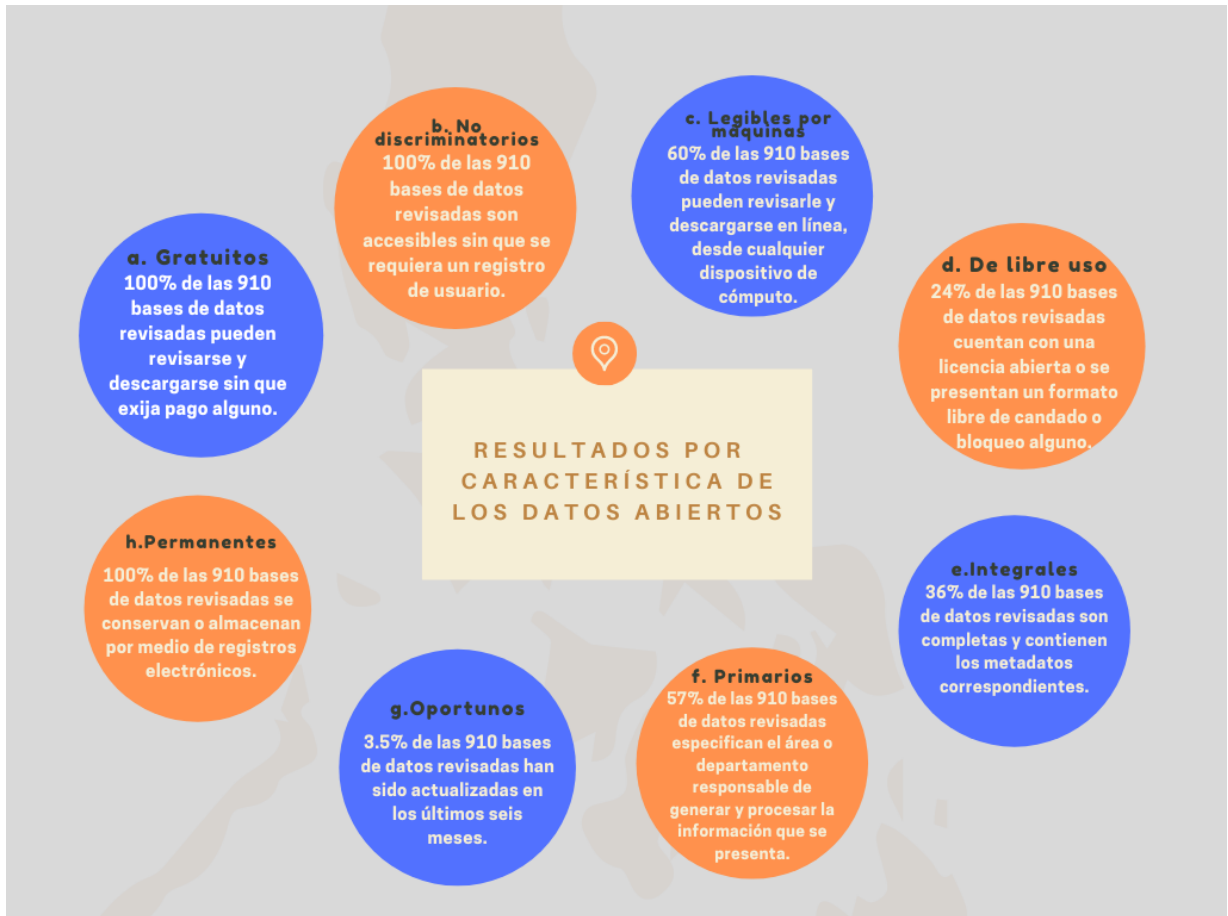 RESULTADOS POR
CARACTERÍSTICA DE
LOS DATOS ABIERTOS
a. Gratuitos
100% de las 910
bases de datos
revisadas pueden
revisarse y
descargarse sin que
exija pago alguno.
b. No
discriminatorios
100% de las 910
bases de datos
revisadas son
accesibles sin que se
requiera un registro
de usuario.
c. Legibles por
máquinas
60% de las 910 bases
de datos revisadas
pueden revisarle y
descargarse en línea,
desde cualquier
dispositivo de
cómputo.
d. De libre uso
24% de las 910 bases
de datos revisadas
cuentan con una
licencia abierta o se
presentan un formato
libre de candado o
bloqueo alguno.
e.Integrales
36% de las 910 bases
de datos revisadas son
completas y contienen
los metadatos
correspondientes.
f. Primarios
57% de las 910 bases
de datos revisadas
especifican el área o
departamento
responsable de
generar y procesar la
información que se
presenta.
g.Oportunos
3.5% de las 910 bases
de datos revisadas han
sido actualizadas en
los últimos seis
meses.
h.Permanentes
100% de las 910 bases
de datos revisadas se
conservan o almacenan
por medio de registros
electrónicos.